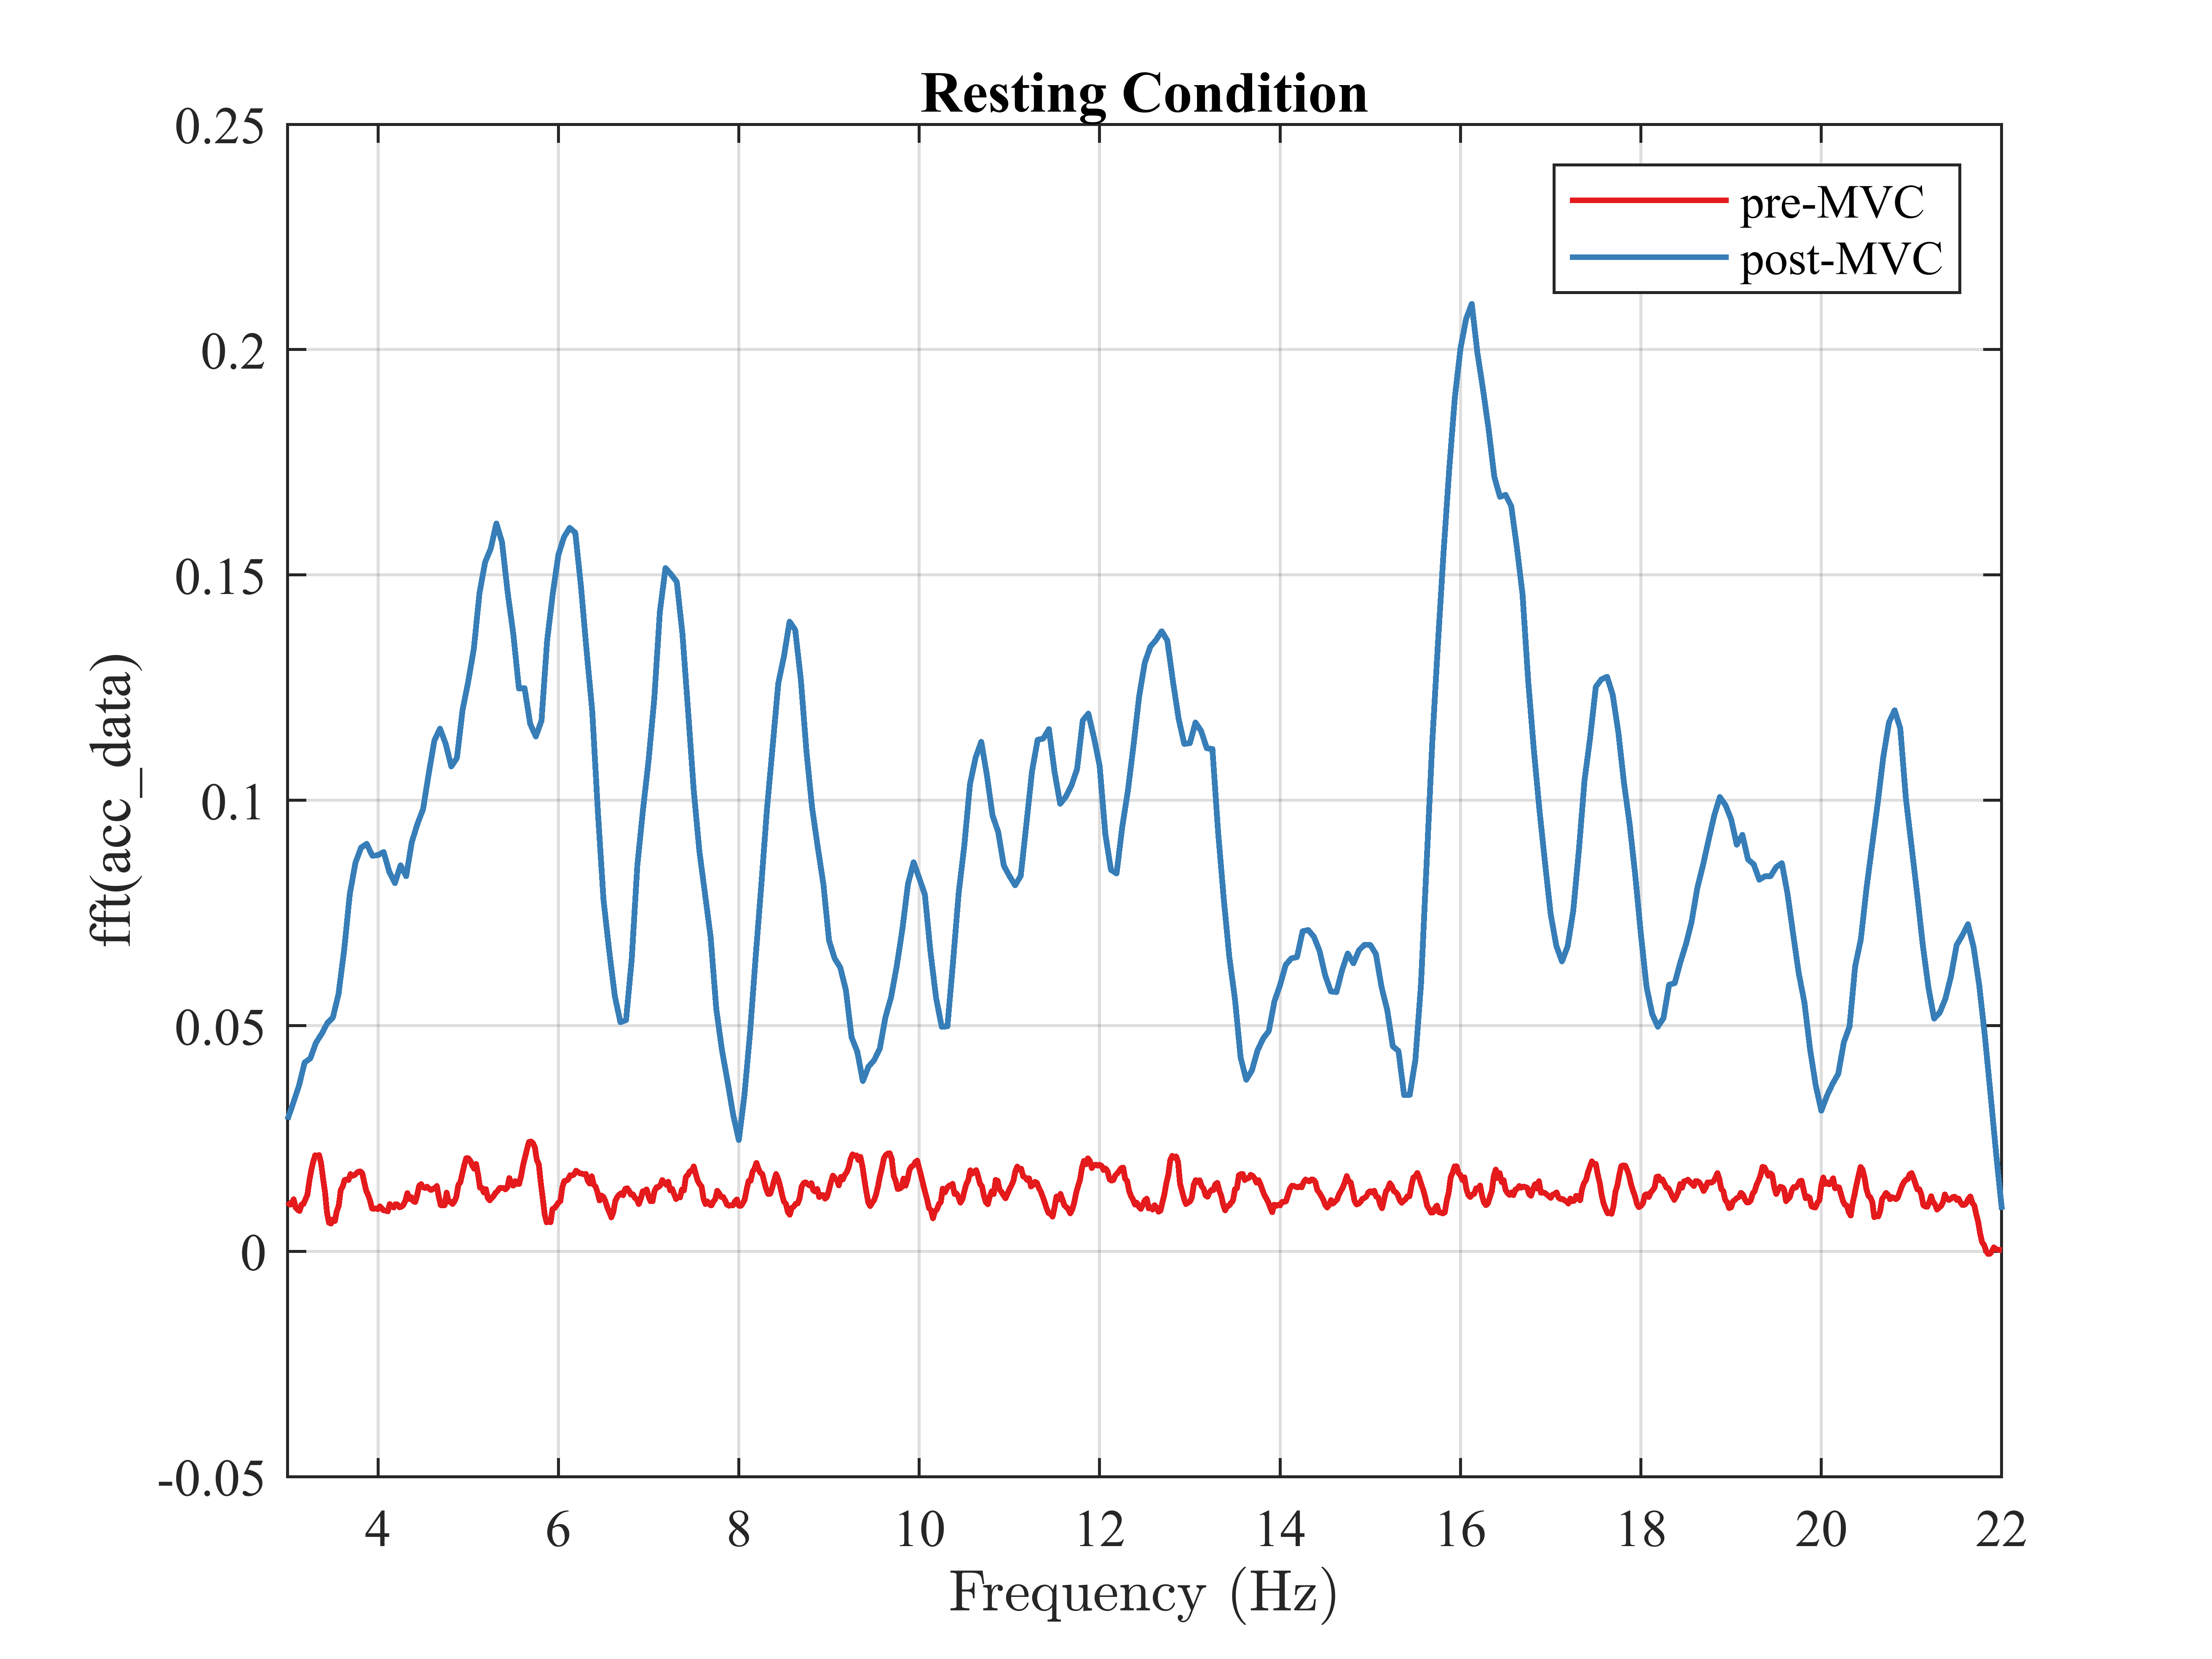 Resting Condition
pre-MVC
post-MVC
0.25
0.2
0.15
0.1
0.05
0
-0.05
fft(acc_data)
4 6 8 10 12 14 16 18 20 22
Frequency (Hz)